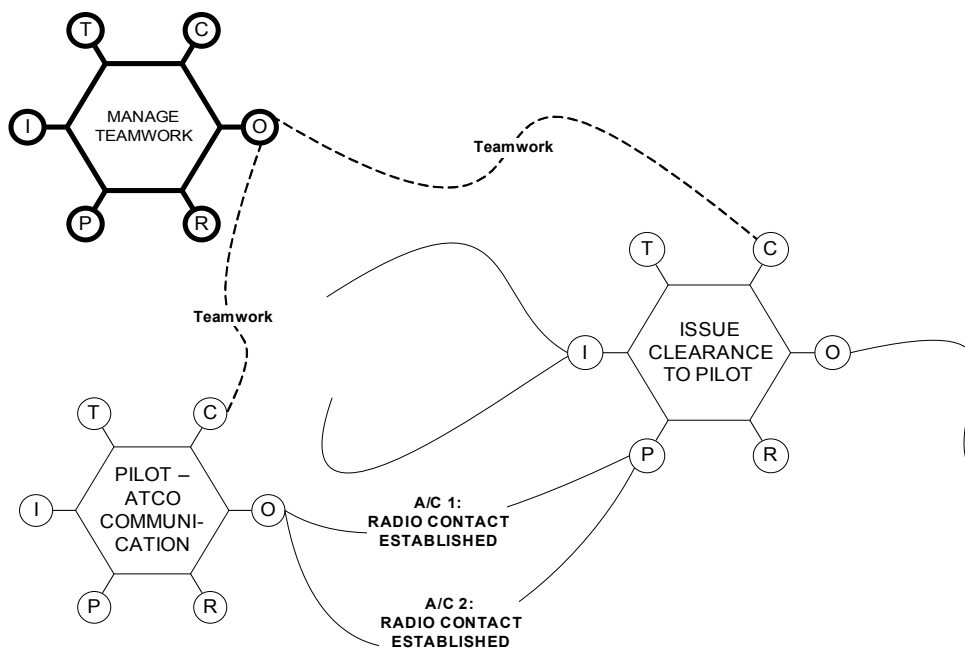 T
C
I
MANAGE
TEAMWORK
O
P
R
Teamwork
Teamwork
T
C
I
ISSUE
CLEARANCE
TO PILOT
O
P
R
T
C
I
PILOT –
ATCO
COMMUNI-
CATION
O
P
R
A/C 1:
RADIO CONTACT
ESTABLISHED
A/C 2:
RADIO CONTACT
ESTABLISHED